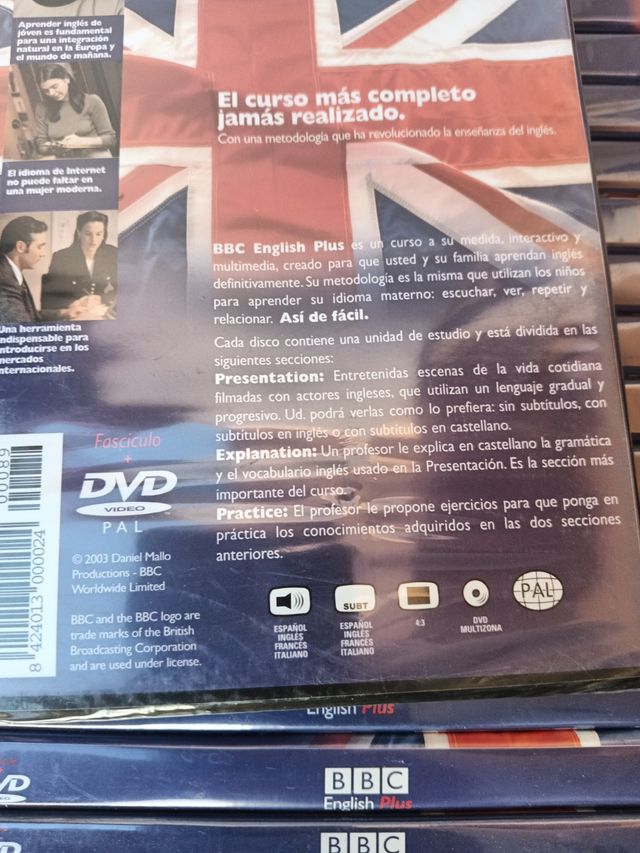 Aprender inglés de
jóven es fundamental
para una integración
natural en la Europa y
el mundo de mañana.
El idioma de Internet
no puede faltar en
una mujer moderna.
Una herramienta
indispensable para
introducirse en los
mercados
internacionales.
El curso más completo
jamás realizado.
Con una metodología que ha revolucionado la enseñanza del inglés.
BBC English Plus es un curso a su medida, interactivo y
multimedia, creado para que usted y su familia aprendan inglés
definitivamente. Su metodología es la misma que utilizan los niños
para aprender su idioma materno: escuchar, ver, repetir y
relacionar. Así de fácil.
Cada disco contiene una unidad de estudio y está dividida en las
siguientes secciones:
Presentation: Entretenidas escenas de la vida cotidiana
filmadas con actores ingleses, que utilizan un lenguaje gradual y
progresivo. Ud. podrá verlas como lo prefiera: sin subtítulos, con
subtítulos en inglés o con subtítulos en castellano.
Explanation: Un profesor le explica en castellano la gramática
y el vocabulario inglés usado en la Presentación. Es la sección más
importante del curso.
Practice: El profesor le propone ejercicios para que ponga en
práctica los conocimientos adquiridos en las dos secciones
anteriores.
Fascículo
+
DVD
VIDEO
PAL
© 2003 Daniel Mallo
Productions - BBC
Worldwide Limited
BBC and the BBC logo are
trade marks of the British
Broadcasting Corporation
and are used under license.
00089
8 424013 000024
ESPAÑOL
INGLÉS
FRANCÉS
ITALIANO
SUBT
ESPAÑOL
INGLÉS
FRANCÉS
ITALIANO
4:3
DVD
MULTIZONA
PAL
English Plus
DVD
BBC
English Plus
BBC